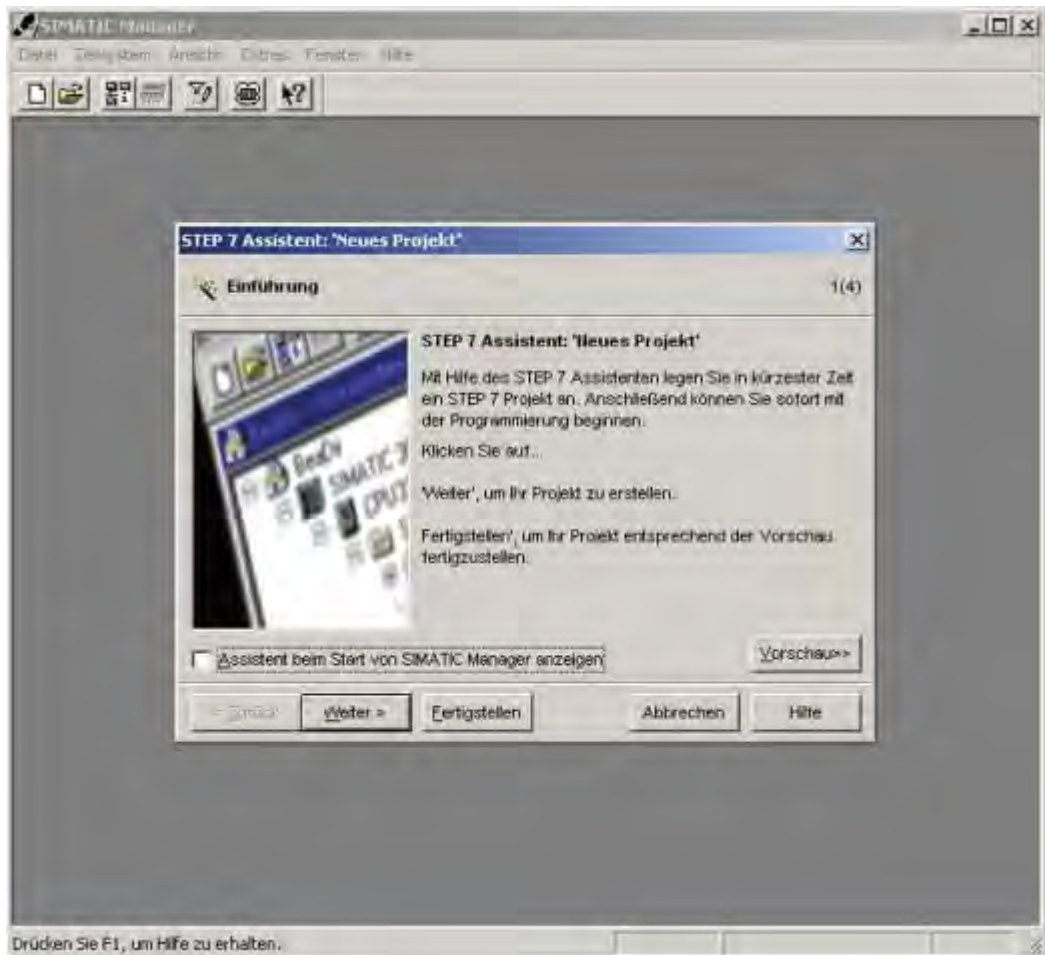 SIMATIC Manager
Datei Zielsystem Ansicht Extras Fenster Hilfe
STEP 7 Assistent: 'Neues Projekt'
Einführung
1(4)
STEP 7 Assistent: 'Neues Projekt'
Mit Hilfe des STEP 7 Assistenten legen Sie in kürzester Zeit
ein STEP 7 Projekt an. Anschließend können Sie sofort mit
der Programmierung beginnen.
Klicken Sie auf...
'Weiter', um Ihr Projekt zu erstellen.
Fertigstellen', um Ihr Projekt entsprechend der Vorschau
fertigzustellen.
SIMATIC
Assistent beim Start von SIMATIC Manager anzeigen
Vorschau>>
< Zurück
Weiter >
Fertigstellen
Abbrechen
Hilfe
Drücken Sie F1, um Hilfe zu erhalten.